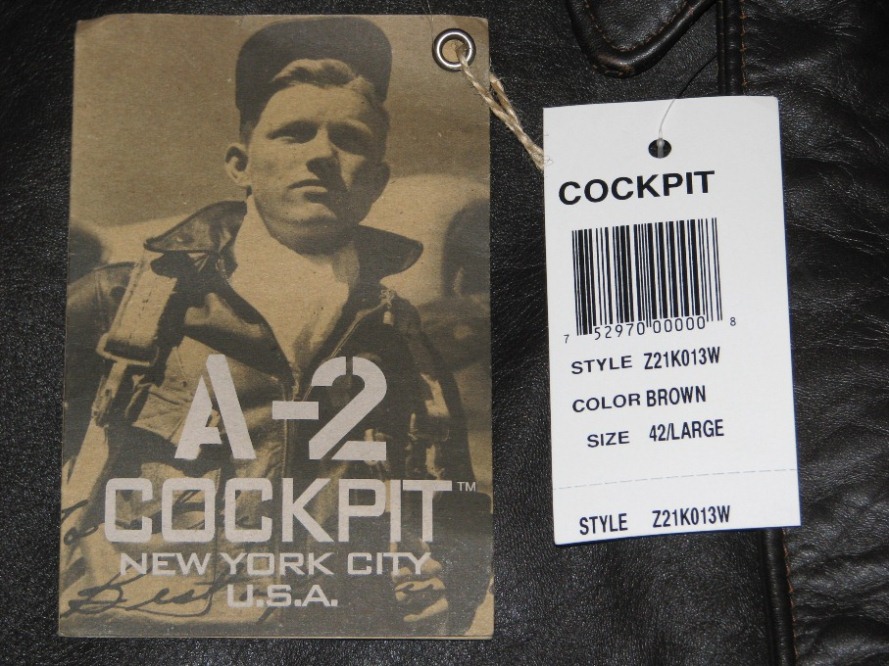 A-2
COCKPIT™
NEW YORK CITY
U.S.A.
Best
COCKPIT
7 52970 00000 8
STYLE Z21K013W
COLOR BROWN
SIZE 42/LARGE
STYLE Z21K013W